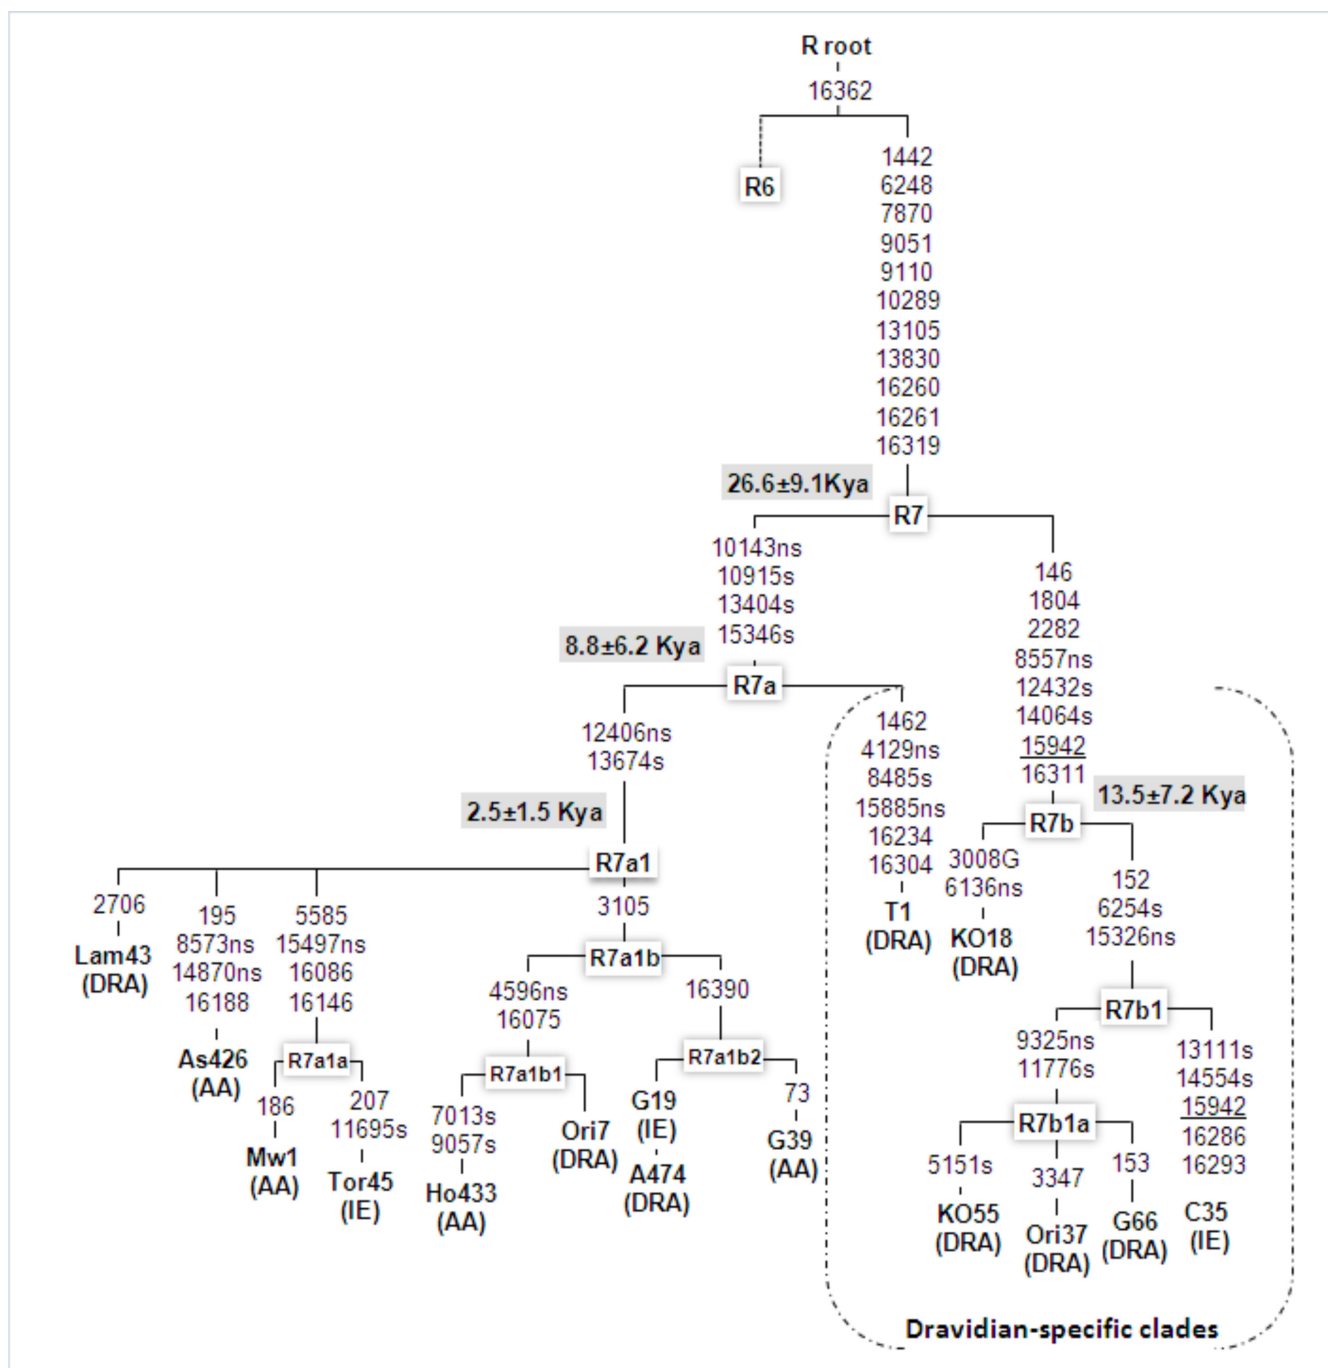 R root
16362
R6
1442
6248
7870
9051
9110
10289
13105
13830
16260
16261
16319
26.6±9.1Kya
R7
10143ns
10915s
13404s
15346s
8.8±6.2 Kya
R7a
12406ns
13674s
2.5±1.5 Kya
R7a1
2706
Lam43
(DRA)
195
8573ns
14870ns
16188
As426
(AA)
5585
15497ns
16086
16146
R7a1a
186
Mw1
(AA)
207
11695s
Tor45
(IE)
3105
R7a1b
4596ns
16075
R7a1b1
7013s
9057s
Ho433
(AA)
Ori7
(DRA)
16390
R7a1b2
G19
(IE)
A474
(DRA)
73
G39
(AA)
1462
4129ns
8485s
15885ns
16234
16304
T1
(DRA)
146
1804
2282
8557ns
12432s
14064s
15942
16311
13.5±7.2 Kya
R7b
3008G
6136ns
KO18
(DRA)
152
6254s
15326ns
R7b1
9325ns
11776s
R7b1a
5151s
KO55
(DRA)
3347
Ori37
(DRA)
153
G66
(DRA)
13111s
14554s
15942
16286
16293
C35
(IE)
Dravidian-specific clades